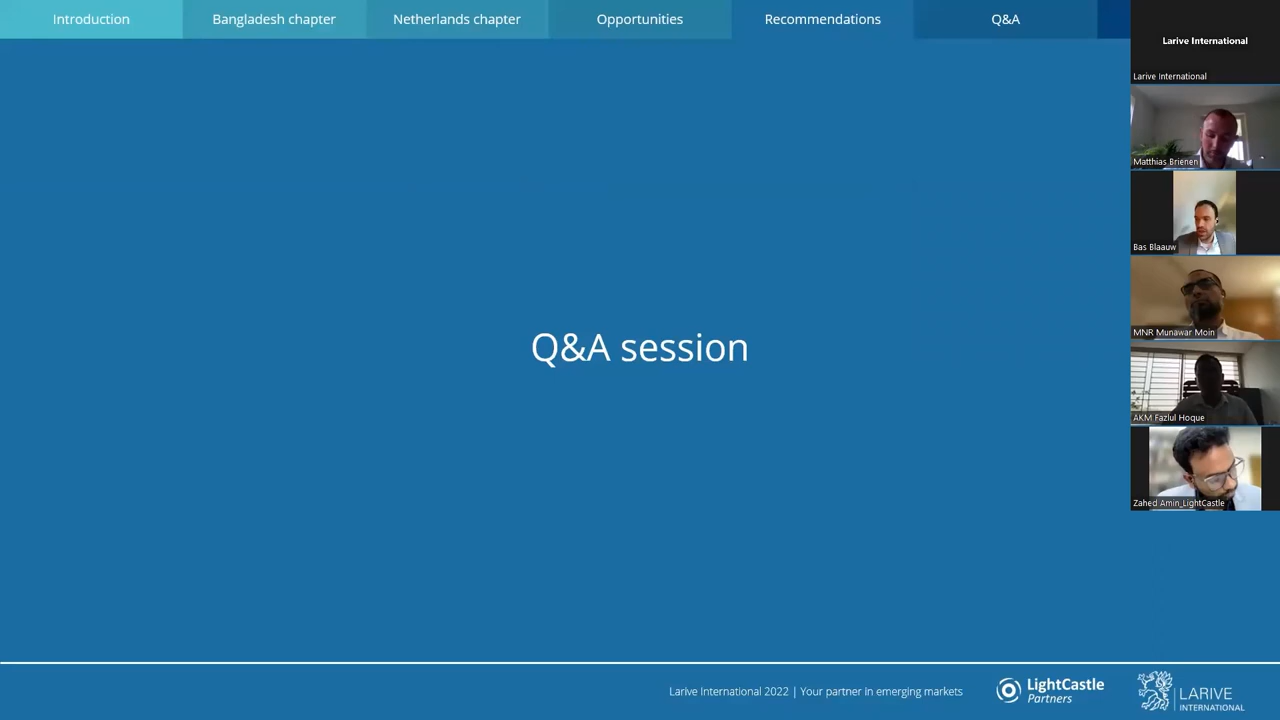 Introduction
Bangladesh chapter
Netherlands chapter
Opportunities
Recommendations
Q&A
Larive International
Larive International
Matthias Brienen
Bas Blaauw
MNR Munawar Moin
AKM Fazlul Hoque
Zahed Amin_LightCastle
Q&A session
Larive International 2022 | Your partner in emerging markets
LightCastle
Partners
LARIVE
INTERNATIONAL